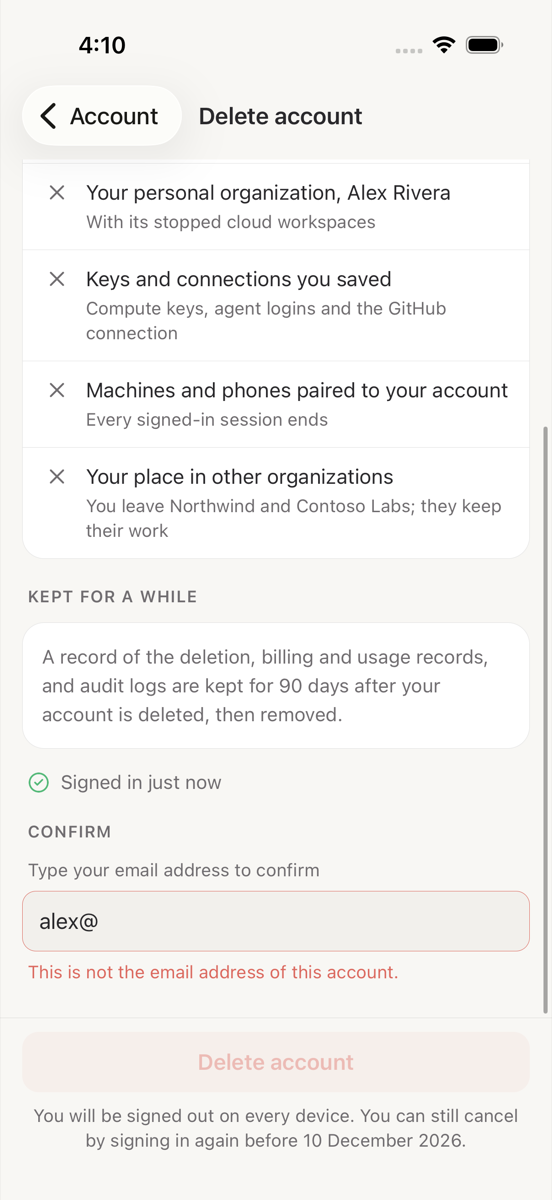 4:10
Account
Delete account
Your personal organization, Alex Rivera
With its stopped cloud workspaces
Keys and connections you saved
Compute keys, agent logins and the GitHub
connection
Machines and phones paired to your account
Every signed-in session ends
Your place in other organizations
You leave Northwind and Contoso Labs; they keep
their work
KEPT FOR A WHILE
A record of the deletion, billing and usage records,
and audit logs are kept for 90 days after your
account is deleted, then removed.
Signed in just now
CONFIRM
Type your email address to confirm
alex@
This is not the email address of this account.
Delete account
You will be signed out on every device. You can still cancel
by signing in again before 10 December 2026.